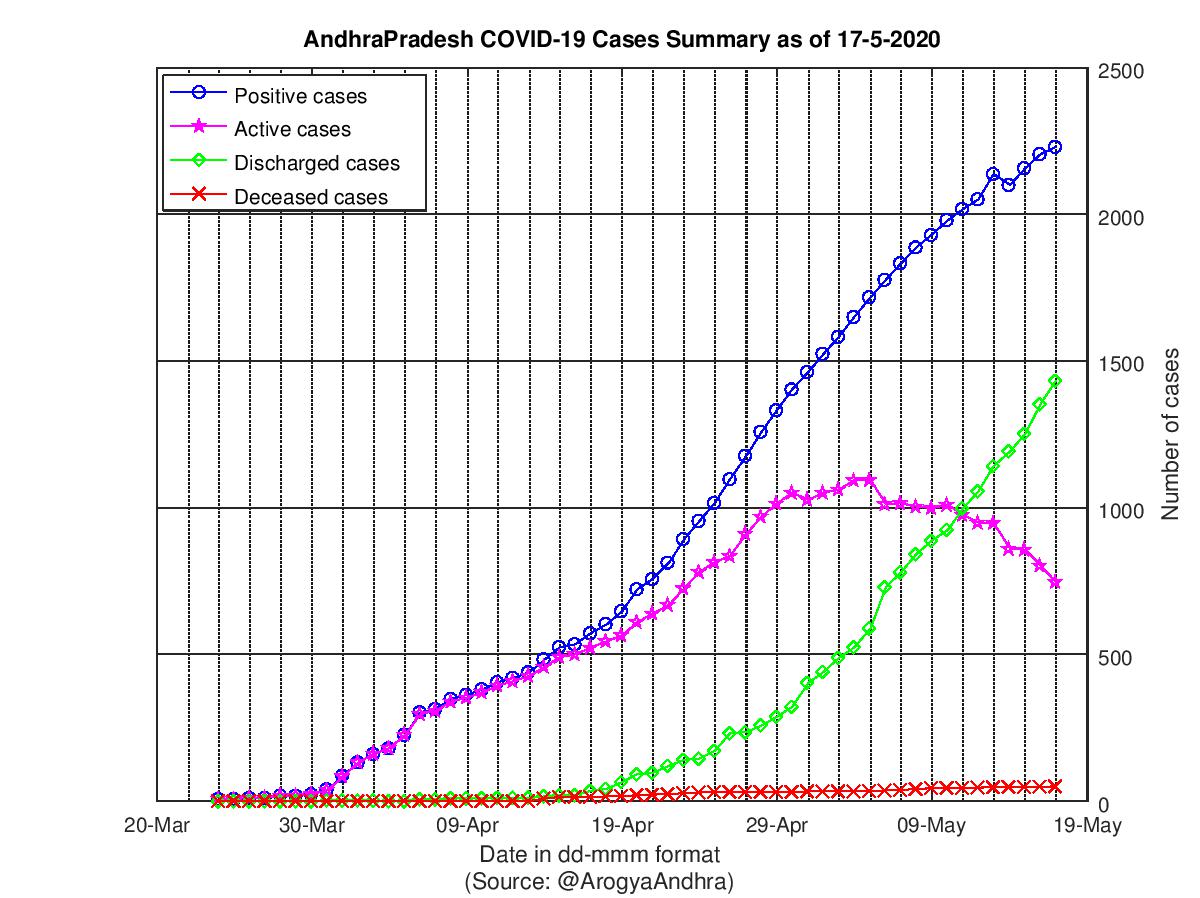 AndhraPradesh COVID-19 Cases Summary as of 17-5-2020
Positive cases
Active cases
Discharged cases
Deceased cases
2500
2000
1500
1000
500
0
Number of cases
20-Mar 30-Mar 09-Apr 19-Apr 29-Apr 09-May 19-May
Date in dd-mmm format
(Source: @ArogyaAndhra)